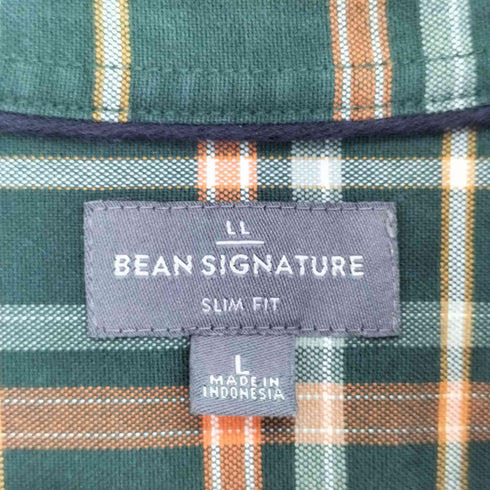 LL
BEAN SIGNATURE
SLIM FIT
L
MADE IN
INDONESIA